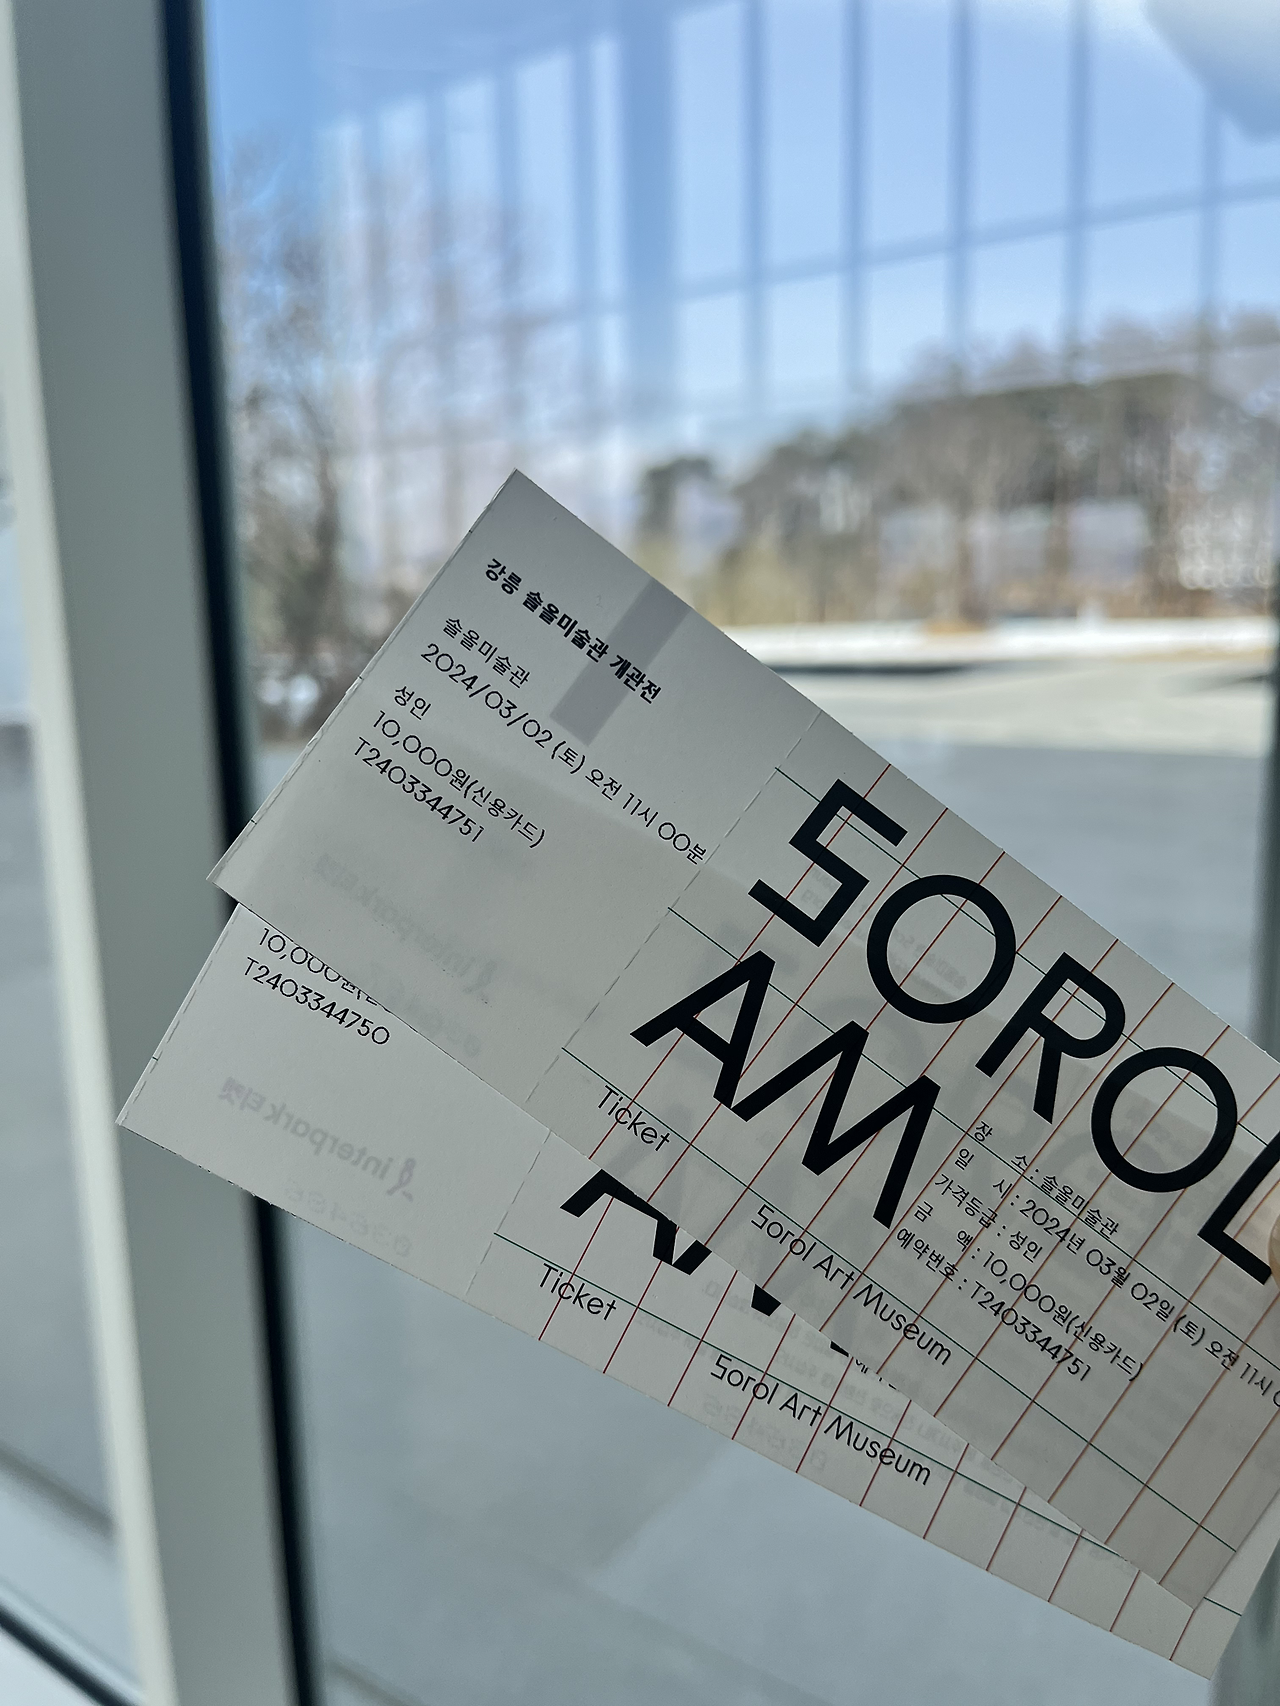 강릉 솔올미술관 개관전
솔올미술관
2024/03/02 (토) 오전 11시 00분
성인
10,000원(신용카드)
T2403344751
SOROL
AM
Ticket
Sorol Art Museum
장 소 : 솔올미술관
일 시 : 2024년 03월 02일 (토) 오전 11시
가격등급 : 성인
금 액 : 10,000원(신용카드)
예약번호 : T2403344751
10,000원(
T2403344750
interpark 티켓
Ticket
Sorol Art Museum